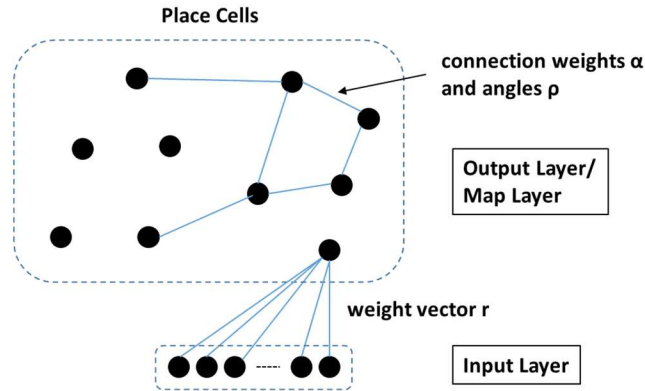 Place Cells
connection weights α
and angles ρ
Output Layer/
Map Layer
weight vector r
Input Layer